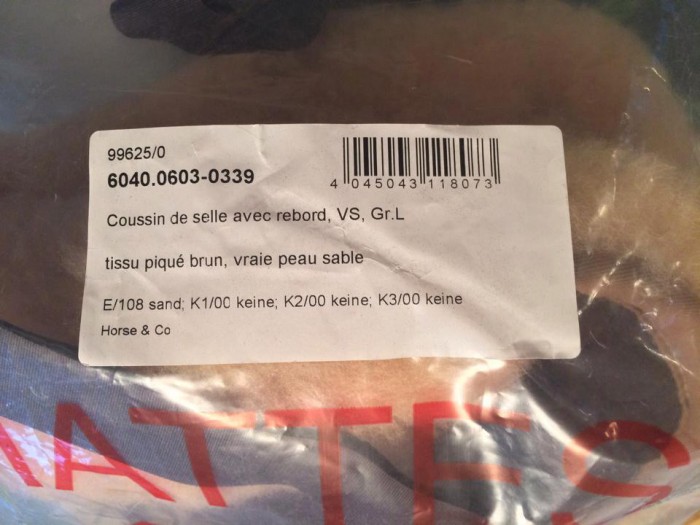 99625/0
6040.0603-0339
4 045043 118073
Coussin de selle avec rebord, VS, Gr.L
tissu piqué brun, vraie peau sable
E/108 sand; K1/00 keine; K2/00 keine; K3/00 keine
Horse & Co
MATTES